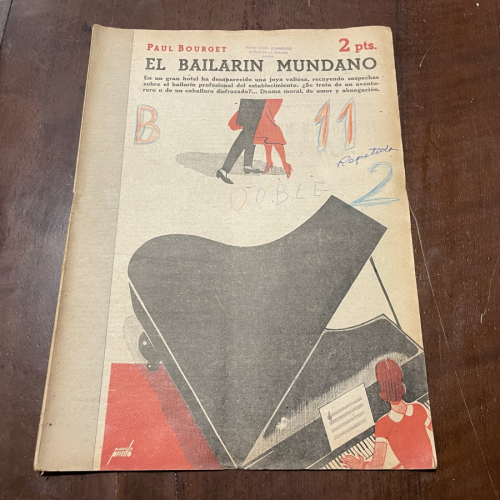 PAUL BOURGET
2 pts.
EL BAILARIN MUNDANO
En un gran hotel ha desaparecido una joya valiosa, recayendo sospechas
sobre el bailarín profesional del establecimiento. ¿Se trata de un aventu-
rero o de un caballero disfrazado?... Drama moral, de amor y abnegación.
B
11
Repetida
DOBLE
2